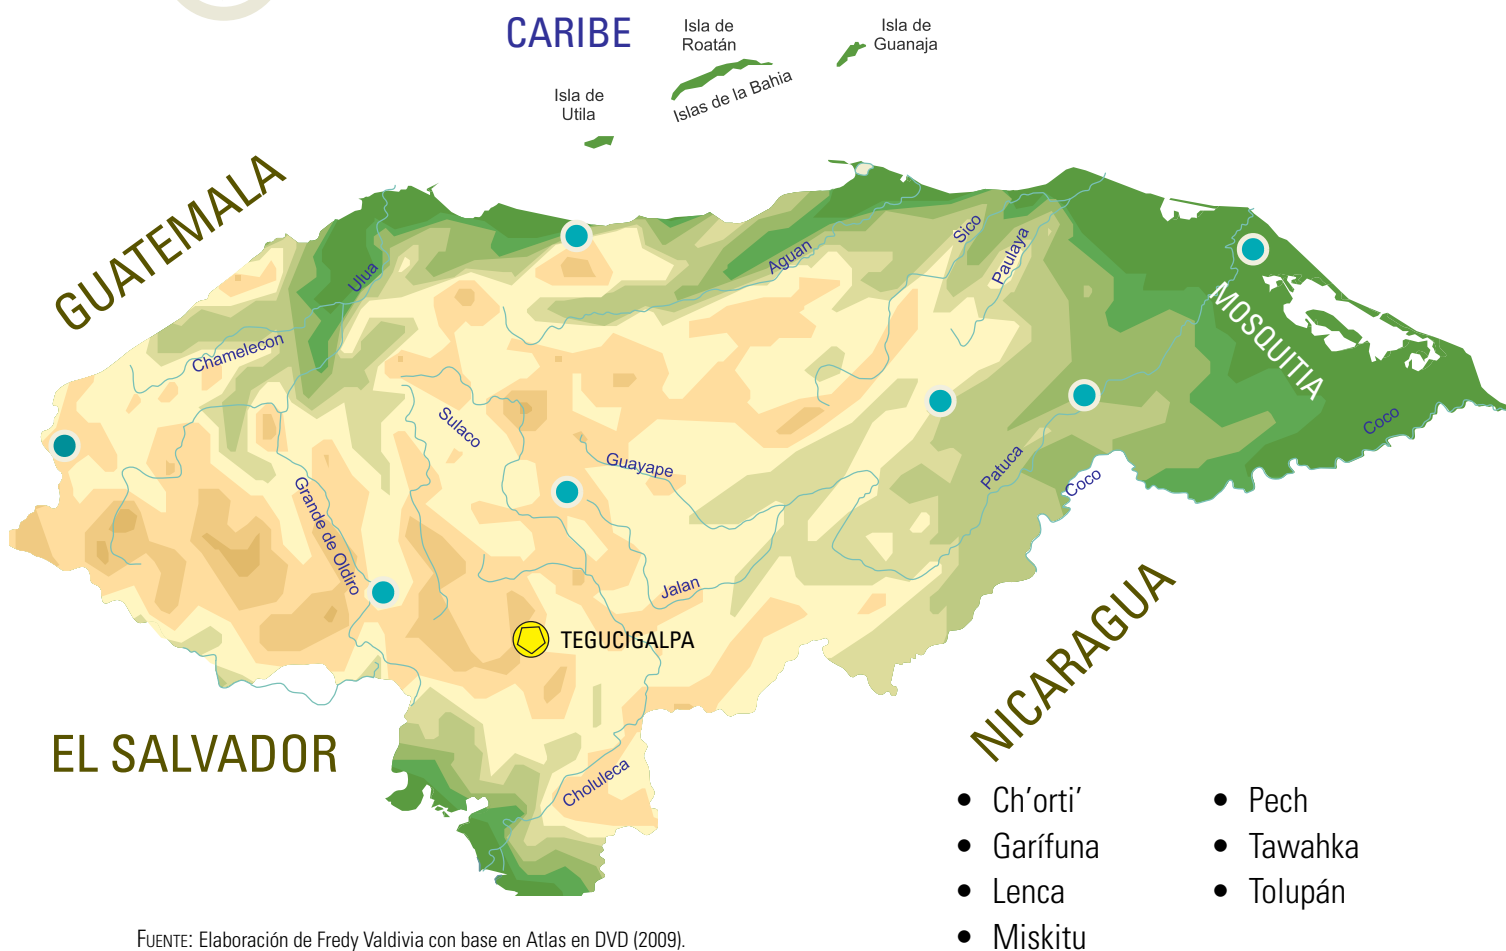 CARIBE
Isla de
Roatán
Isla de
Guanaja
Islas de la Bahia
Isla de
Utila
GUATEMALA
Ulua
Aguan
Sico
Paulaya
MOSQUITIA
Chamelecon
Sulaco
Guayape
Patuca
Coco
Coco
Grande de Oldiro
Jalan
TEGUCIGALPA
NICARAGUA
EL SALVADOR
Choluleca
• Ch’orti’
• Garífuna
• Lenca
• Miskitu
• Pech
• Tawahka
• Tolupán
FUENTE: Elaboración de Fredy Valdivia con base en Atlas en DVD (2009).